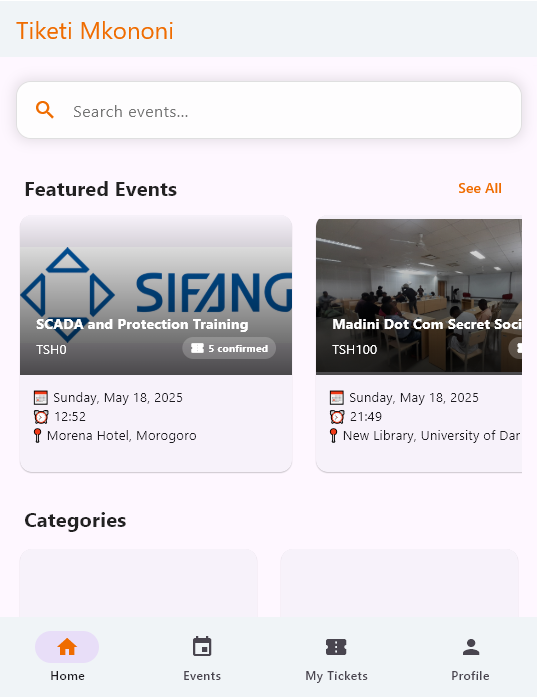 Tiketi Mkononi
Search events...
Featured Events
See All
SIFANG
SCADA and Protection Training
TSH0
5 confirmed
Sunday, May 18, 2025
12:52
Morena Hotel, Morogoro
Madini Dot Com Secret Soci
TSH100
Sunday, May 18, 2025
21:49
New Library, University of Dar
Categories
Home
Events
My Tickets
Profile